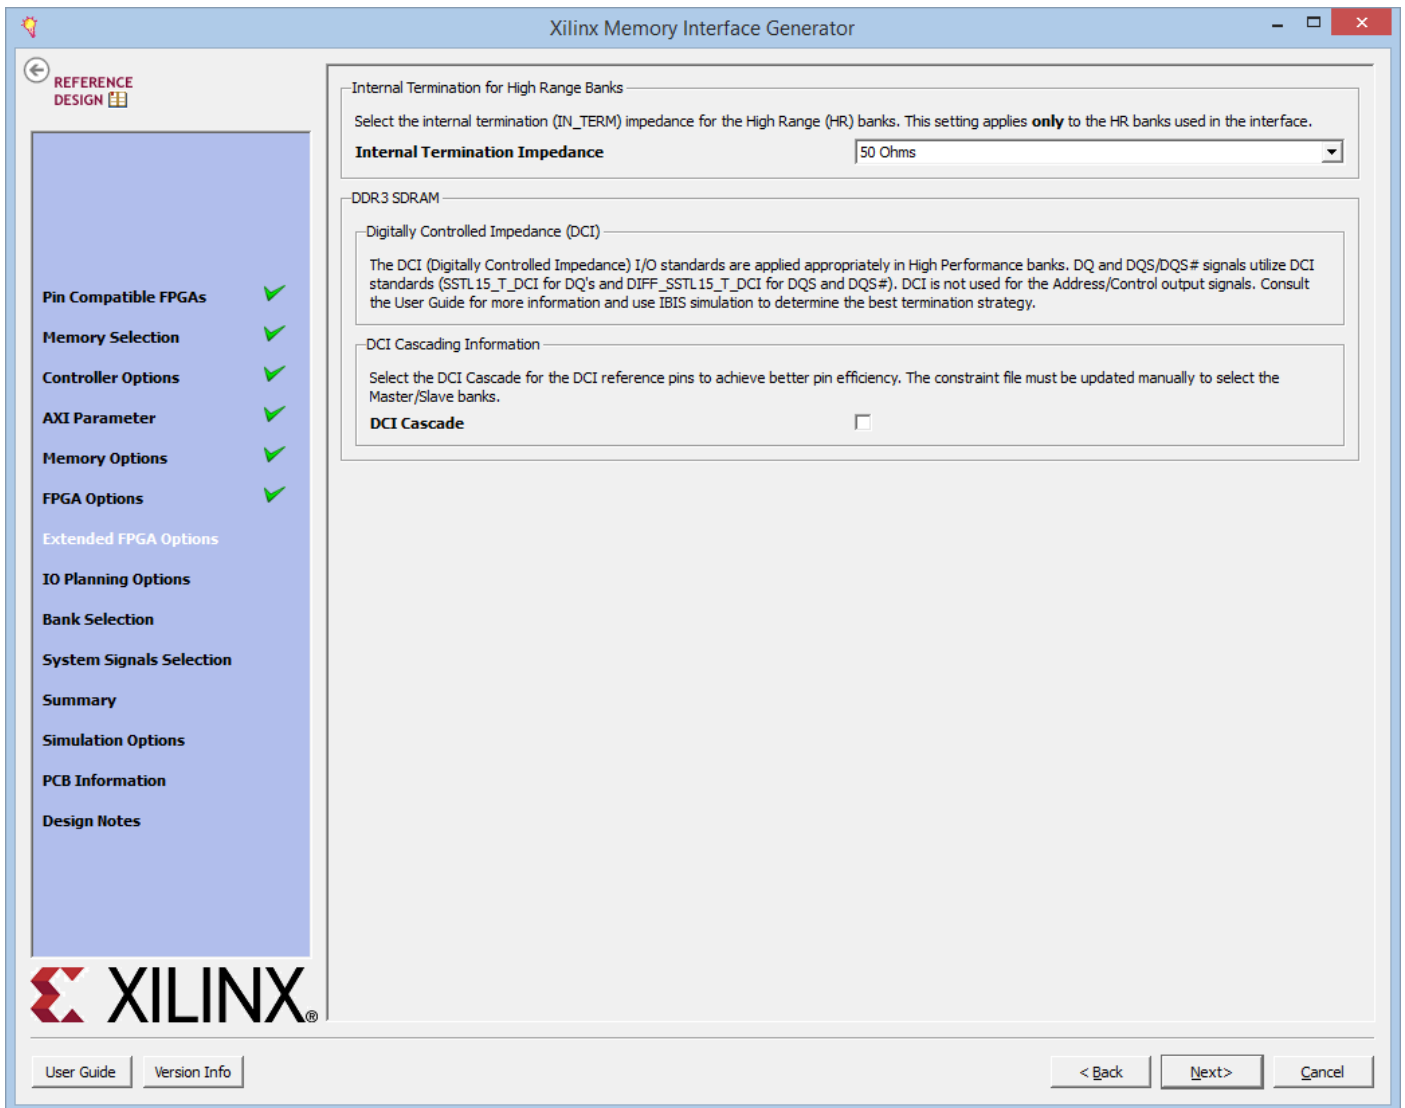 Xilinx Memory Interface Generator
REFERENCE
DESIGN
Pin Compatible FPGAs
Memory Selection
Controller Options
AXI Parameter
Memory Options
FPGA Options
Extended FPGA Options
IO Planning Options
Bank Selection
System Signals Selection
Summary
Simulation Options
PCB Information
Design Notes
XILINX®
Internal Termination for High Range Banks
Select the internal termination (IN_TERM) impedance for the High Range (HR) banks. This setting applies only to the HR banks used in the interface.
Internal Termination Impedance 50 Ohms
DDR3 SDRAM
Digitally Controlled Impedance (DCI)
The DCI (Digitally Controlled Impedance) I/O standards are applied appropriately in High Performance banks. DQ and DQS/DQS# signals utilize DCI
standards (SSTL15_T_DCI for DQ's and DIFF_SSTL15_T_DCI for DQS and DQS#). DCI is not used for the Address/Control output signals. Consult
the User Guide for more information and use IBIS simulation to determine the best termination strategy.
DCI Cascading Information
Select the DCI Cascade for the DCI reference pins to achieve better pin efficiency. The constraint file must be updated manually to select the
Master/Slave banks.
DCI Cascade
User Guide Version Info < Back Next> Cancel